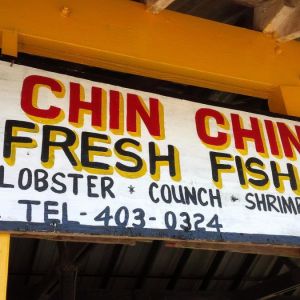 CHIN CHIN
FRESH FISH
LOBSTER * COUNCH * SHRIMP
TEL-403-0324